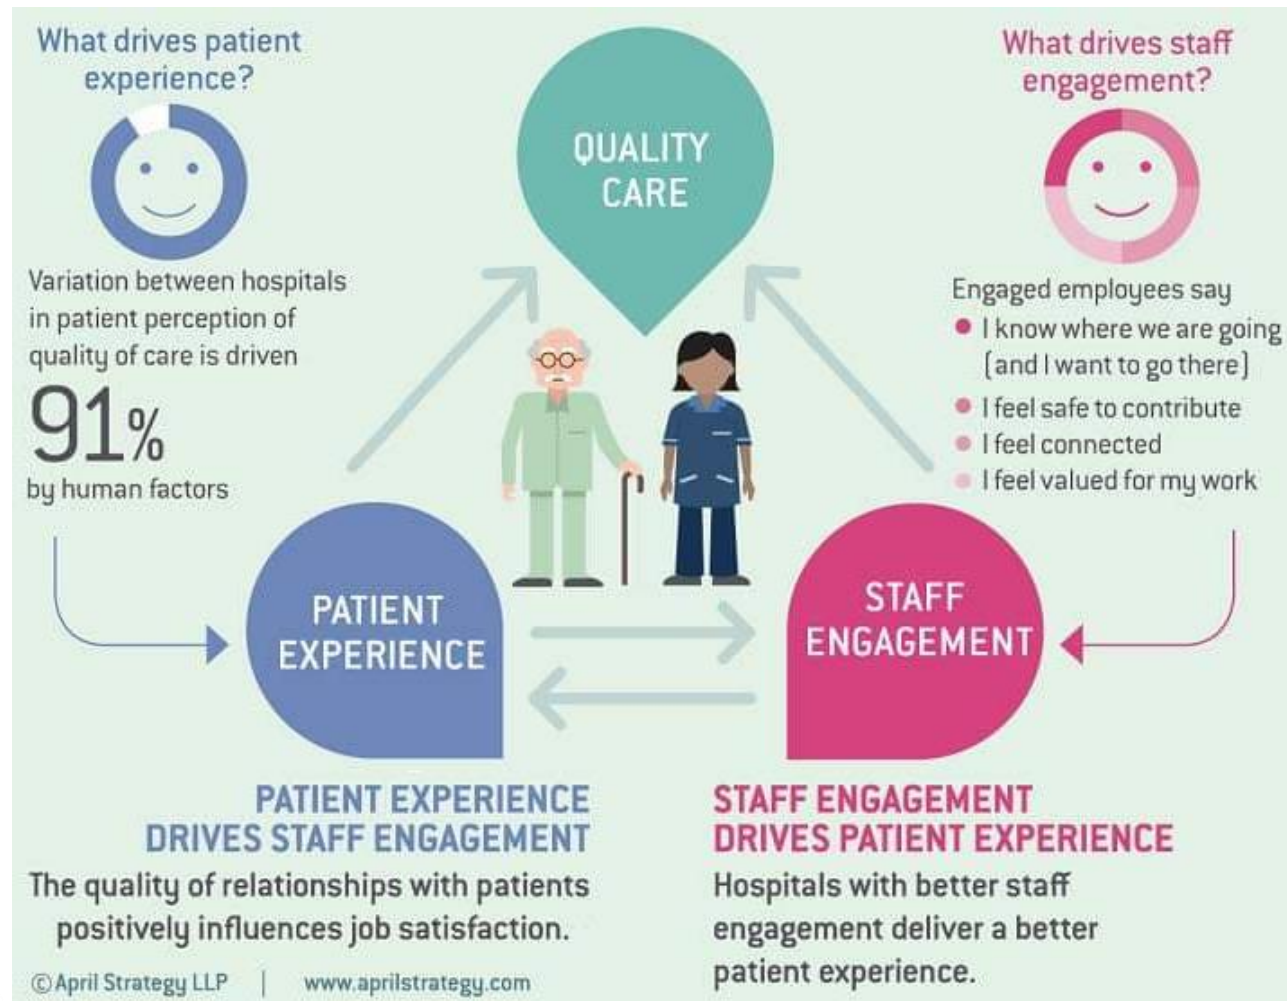 What drives patient
experience?
Variation between hospitals
in patient perception of
quality of care is driven
91%
by human factors
QUALITY
CARE
What drives staff
engagement?
Engaged employees say
I know where we are going
(and I want to go there)
I feel safe to contribute
I feel connected
I feel valued for my work
PATIENT
EXPERIENCE
STAFF
ENGAGEMENT
PATIENT EXPERIENCE
DRIVES STAFF ENGAGEMENT
The quality of relationships with patients
positively influences job satisfaction.
STAFF ENGAGEMENT
DRIVES PATIENT EXPERIENCE
Hospitals with better staff
engagement deliver a better
patient experience.
© April Strategy LLP | www.aprilstrategy.com